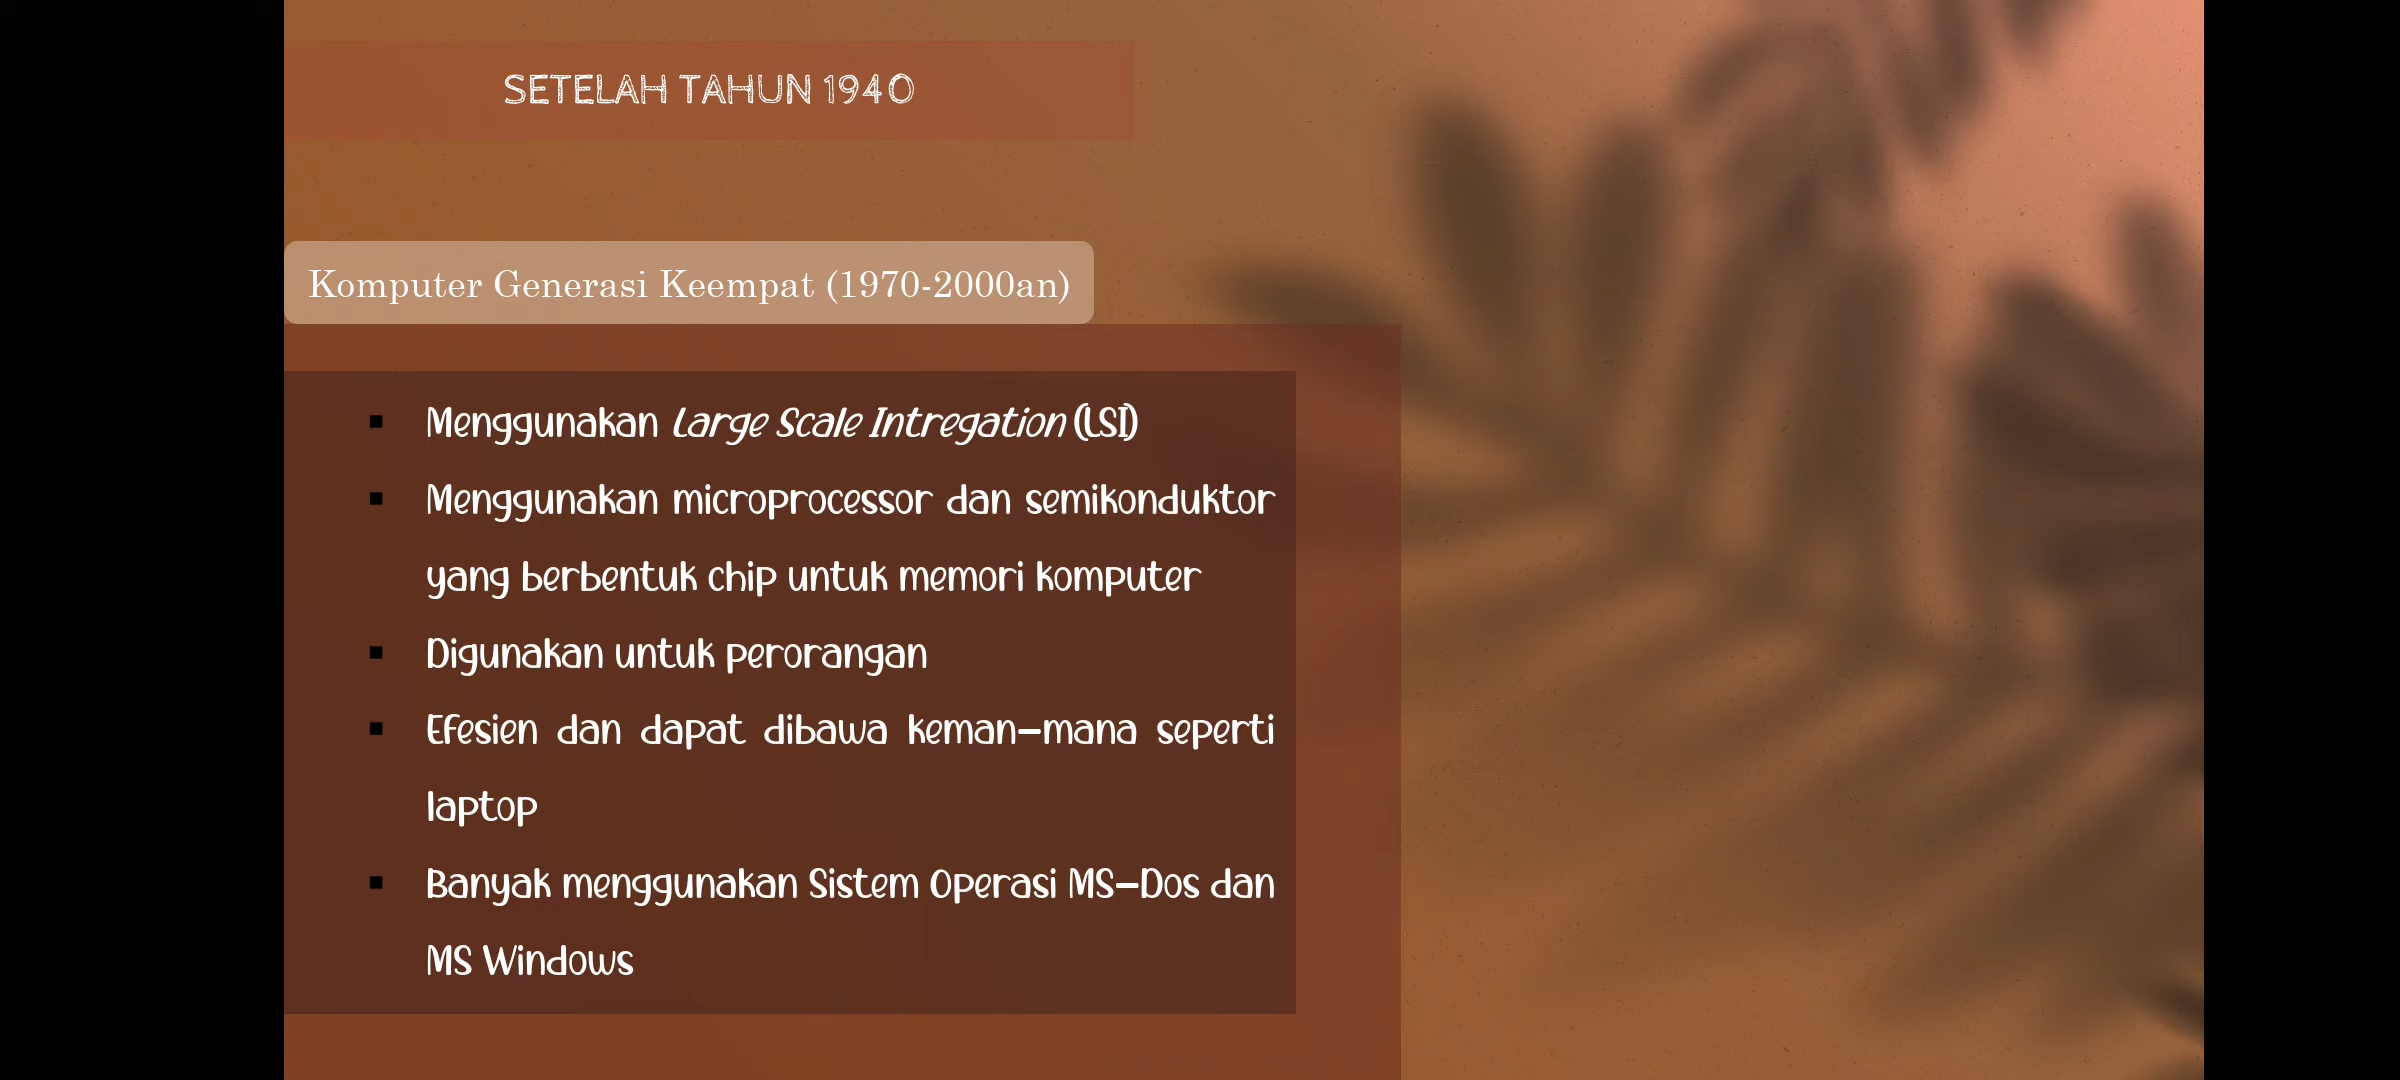 SETELAH TAHUN 1940
Komputer Generasi Keempat (1970-2000an)
▪ Menggunakan Large Scale Intregation (LSI)
▪ Menggunakan microprocessor dan semikonduktor
yang berbentuk chip untuk memori komputer
▪ Digunakan untuk perorangan
▪ Efesien dan dapat dibawa keman-mana seperti
laptop
▪ Banyak menggunakan Sistem Operasi MS-Dos dan
MS Windows